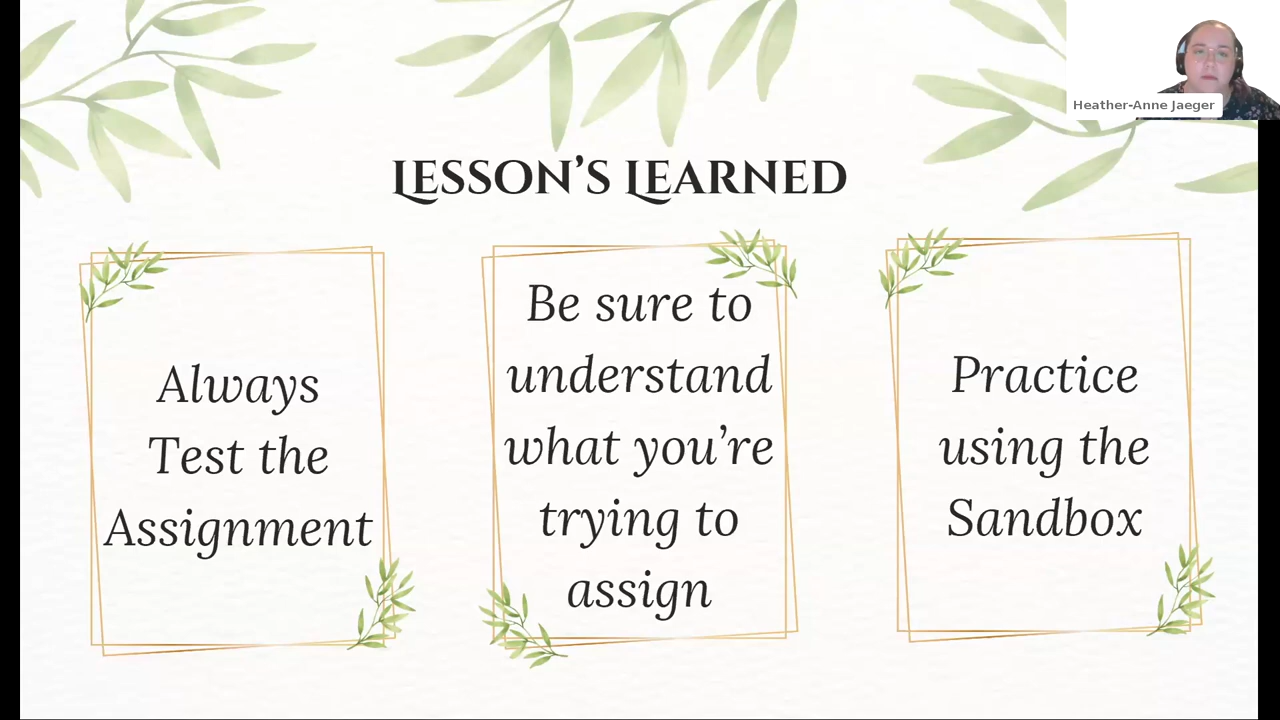 Heather-Anne Jaeger
Lesson’s Learned
Always
Test the
Assignment
Be sure to
understand
what you’re
trying to
assign
Practice
using the
Sandbox